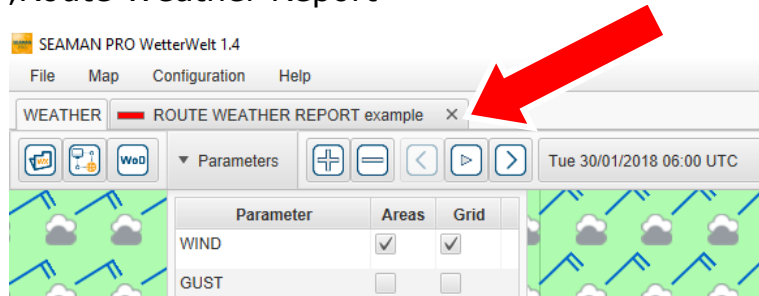 Route Weather Report
SEAMAN PRO WetterWelt 1.4
File Map Configuration Help
WEATHER ROUTE WEATHER REPORT example ×
WoD ▼ Parameters Tue 30/01/2018 06:00 UTC
Parameter Areas Grid
WIND
GUST